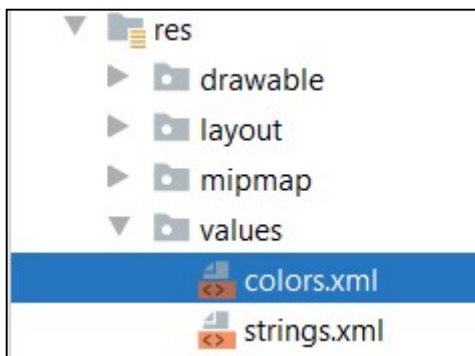 res
drawable
layout
mipmap
values
colors.xml
strings.xml